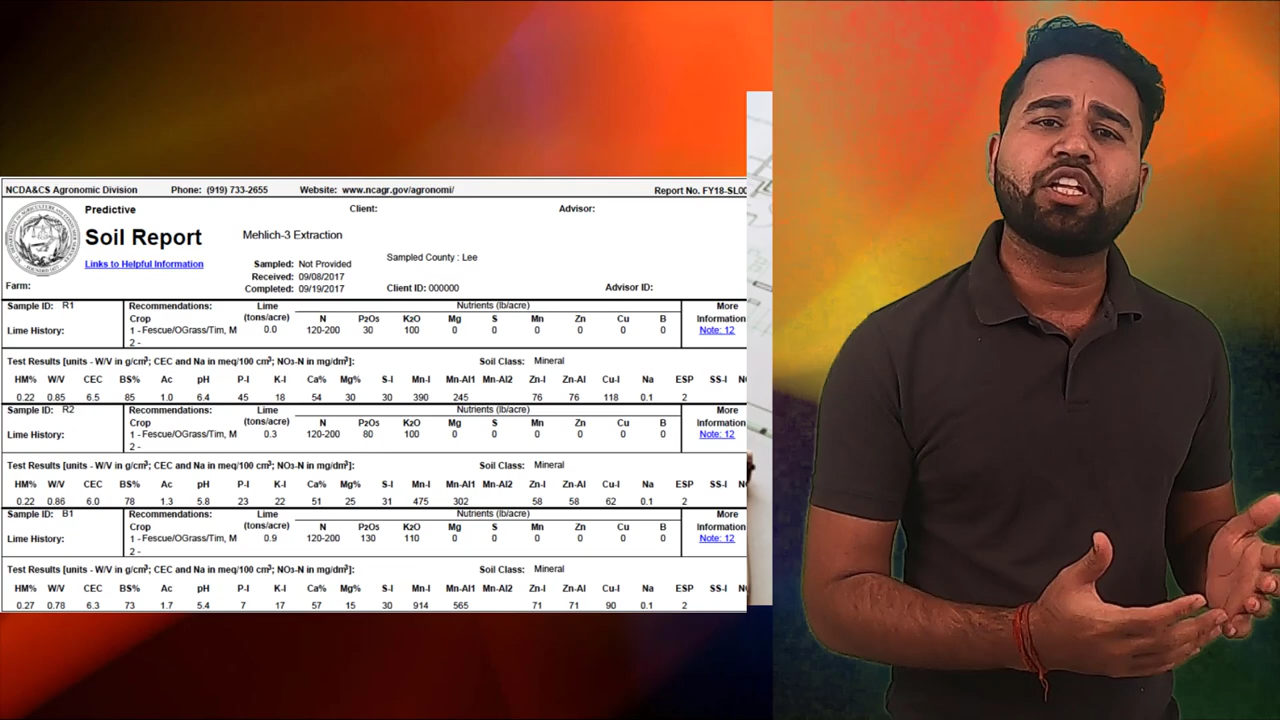 NCDA&CS Agronomic Division Phone: (919) 733-2655 Website: www.ncagr.gov/agronomi/ Report No. FY18-SL00
Predictive Client: Advisor:
Soil Report Mehlich-3 Extraction
Links to Helpful Information
Sampled County : Lee
Sampled: Not Provided
Received: 09/08/2017
Completed: 09/19/2017 Client ID: 000000 Advisor ID:
Farm:
Sample ID: R1 Recommendations: Lime Nutrients (lb/acre) More
Crop (tons/acre) N P2O5 K2O Mg S Mn Zn Cu B Information
Lime History: 1 - Fescue/OGrass/Tim, M 0.0 120-200 30 100 0 0 0 0 0 0 Note: 12
2 -
Test Results [units - W/V in g/cm³; CEC and Na in meq/100 cm³; NO3-N in mg/dm³]: Soil Class: Mineral
HM% W/V CEC BS% Ac pH P-I K-I Ca% Mg% S-I Mn-I Mn-AI1 Mn-AI2 Zn-I Zn-AI Cu-I Na ESP SS-I
0.22 0.85 6.5 85 1.0 6.4 45 18 54 30 30 390 245 76 76 118 0.1 2
Sample ID: R2 Recommendations: Lime Nutrients (lb/acre) More
Crop (tons/acre) N P2O5 K2O Mg S Mn Zn Cu B Information
Lime History: 1 - Fescue/OGrass/Tim, M 0.3 120-200 80 100 0 0 0 0 0 0 Note: 12
2 -
Test Results [units - W/V in g/cm³; CEC and Na in meq/100 cm³; NO3-N in mg/dm³]: Soil Class: Mineral
HM% W/V CEC BS% Ac pH P-I K-I Ca% Mg% S-I Mn-I Mn-AI1 Mn-AI2 Zn-I Zn-AI Cu-I Na ESP SS-I
0.22 0.86 6.0 78 1.3 5.8 23 22 51 25 31 475 302 58 58 62 0.1 2
Sample ID: B1 Recommendations: Lime Nutrients (lb/acre) More
Crop (tons/acre) N P2O5 K2O Mg S Mn Zn Cu B Information
Lime History: 1 - Fescue/OGrass/Tim, M 0.9 120-200 130 110 0 0 0 0 0 0 Note: 12
2 -
Test Results [units - W/V in g/cm³; CEC and Na in meq/100 cm³; NO3-N in mg/dm³]: Soil Class: Mineral
HM% W/V CEC BS% Ac pH P-I K-I Ca% Mg% S-I Mn-I Mn-AI1 Mn-AI2 Zn-I Zn-AI Cu-I Na ESP SS-I
0.27 0.78 6.3 73 1.7 5.4 7 17 57 15 30 914 565 71 71 90 0.1 2